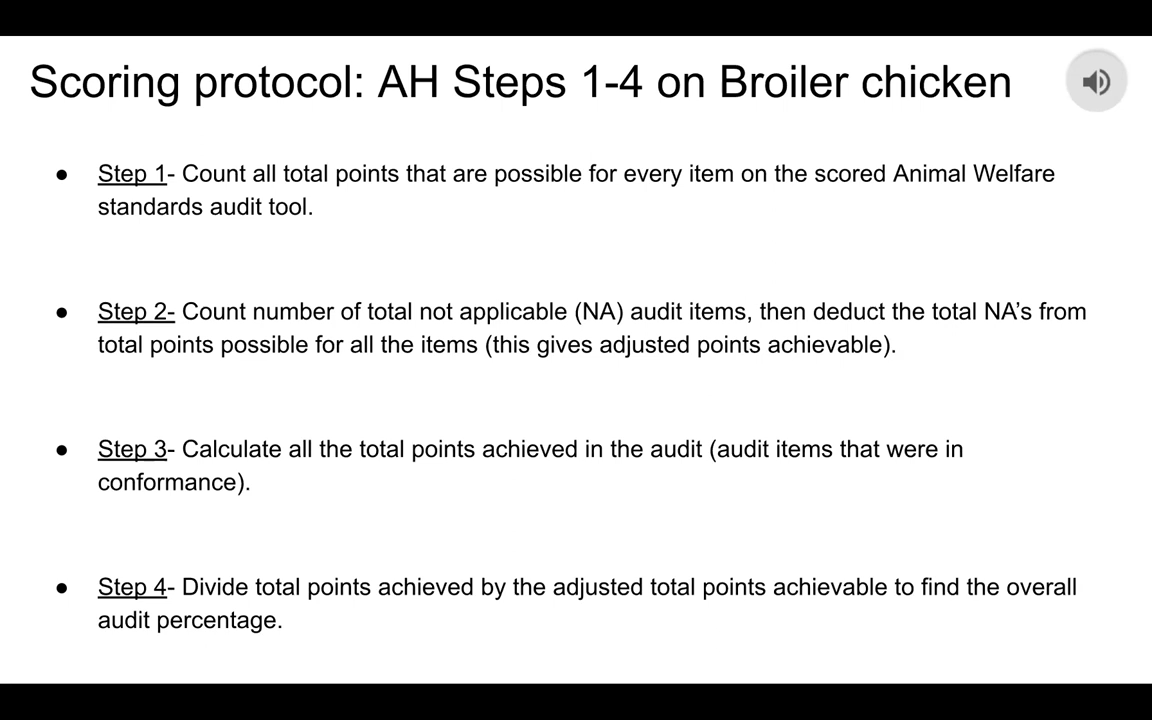 Scoring protocol: AH Steps 1-4 on Broiler chicken
● Step 1- Count all total points that are possible for every item on the scored Animal Welfare
standards audit tool.
● Step 2- Count number of total not applicable (NA) audit items, then deduct the total NA’s from
total points possible for all the items (this gives adjusted points achievable).
● Step 3- Calculate all the total points achieved in the audit (audit items that were in
conformance).
● Step 4- Divide total points achieved by the adjusted total points achievable to find the overall
audit percentage.